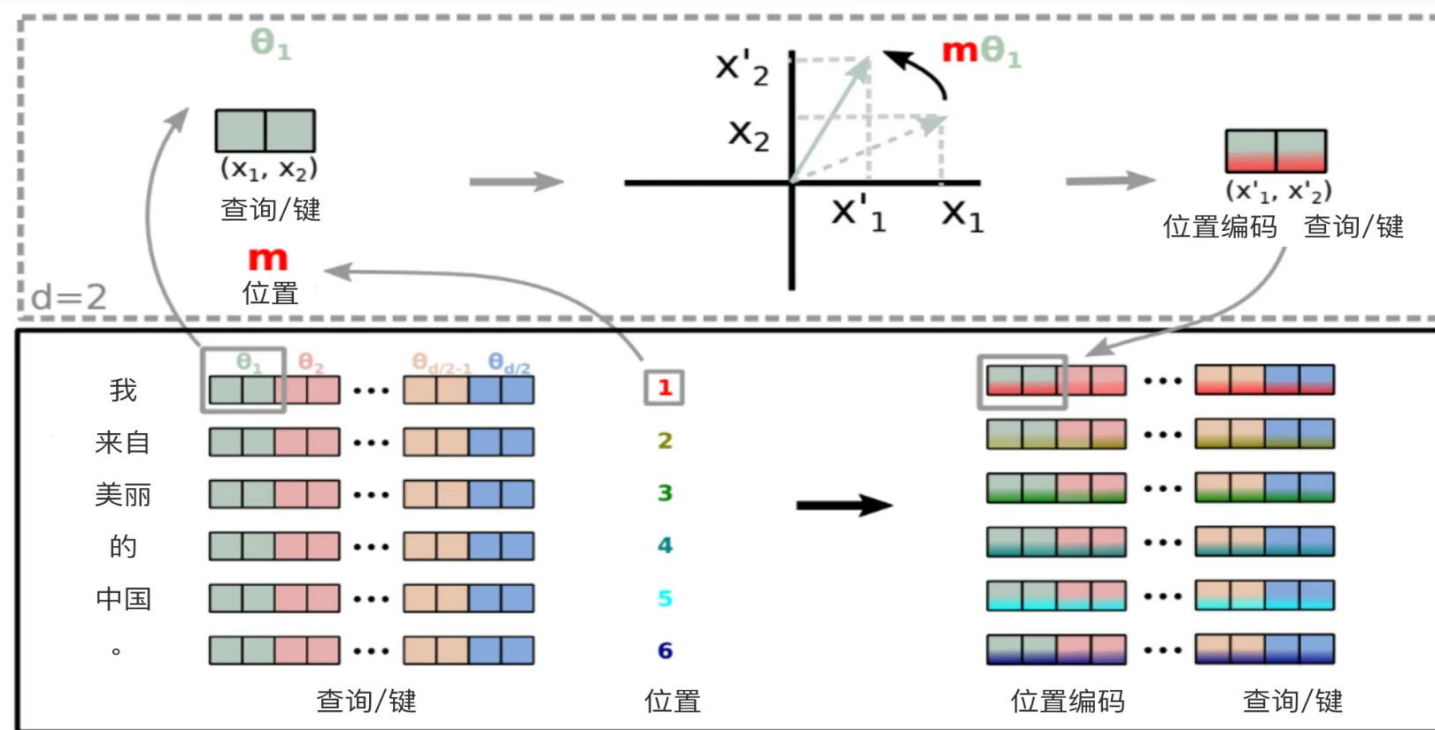 θ₁
(x₁, x₂)
查询/键
m
位置
d=2
x'₂
x₂
x'₁
x₁
mθ₁
(x'₁, x'₂)
位置编码 查询/键
θ₁ θ₂ θd/2-1 θd/2
我 ••• 1 •••
来自 ••• 2 •••
美丽 ••• 3 •••
的 ••• 4 •••
中国 ••• 5 •••
。 ••• 6 •••
查询/键 位置 位置编码 查询/键